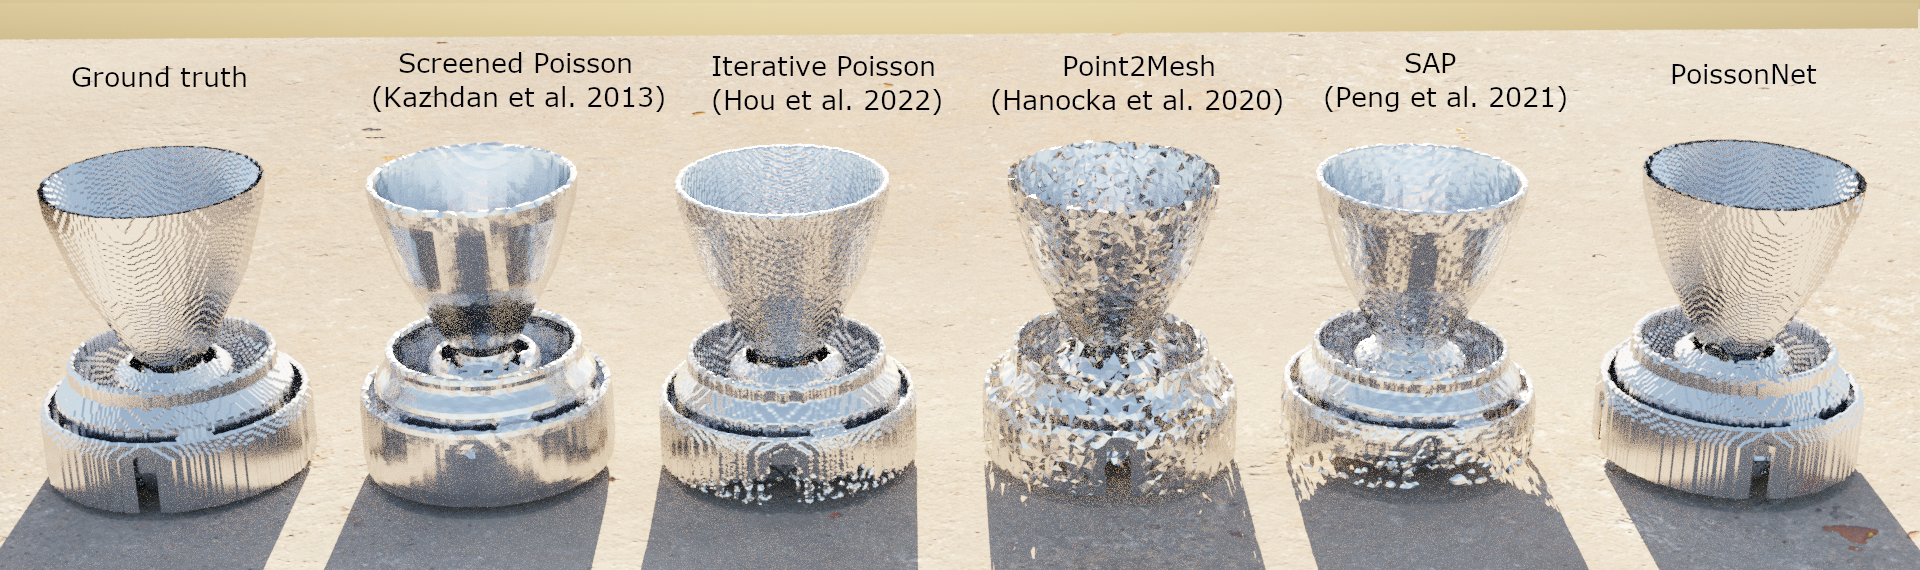 Ground truth
Screened Poisson
(Kazhdan et al. 2013)
Iterative Poisson
(Hou et al. 2022)
Point2Mesh
(Hanocka et al. 2020)
SAP
(Peng et al. 2021)
PoissonNet